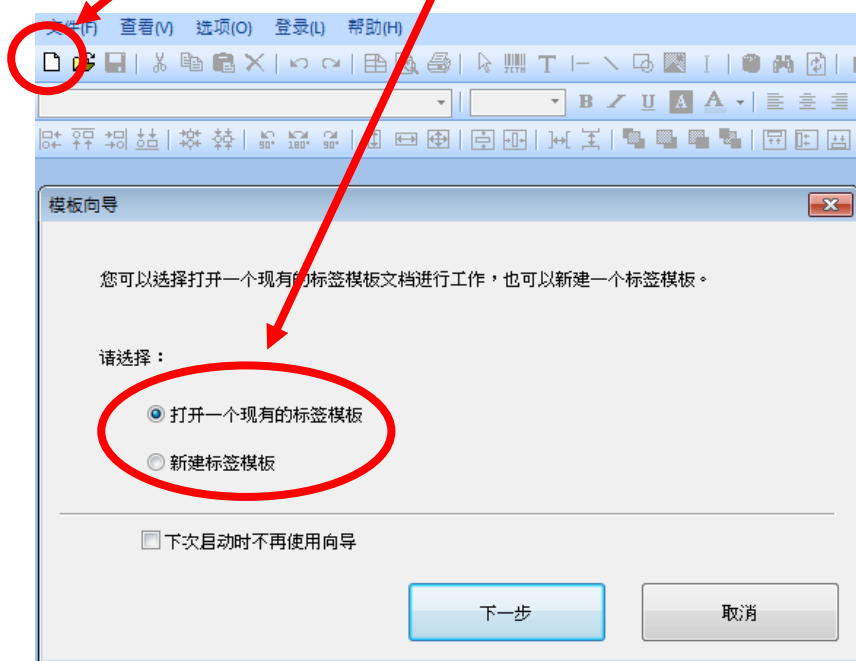 文件(F) 查看(V) 选项(O) 登录(L) 帮助(H)
T I
B I U A A
90° 180° 90°
模板向导
您可以选择打开一个现有的标签模板文档进行工作，也可以新建一个标签模板。
请选择：
打开一个现有的标签模板
新建标签模板
下次启动时不再使用向导
下一步 取消